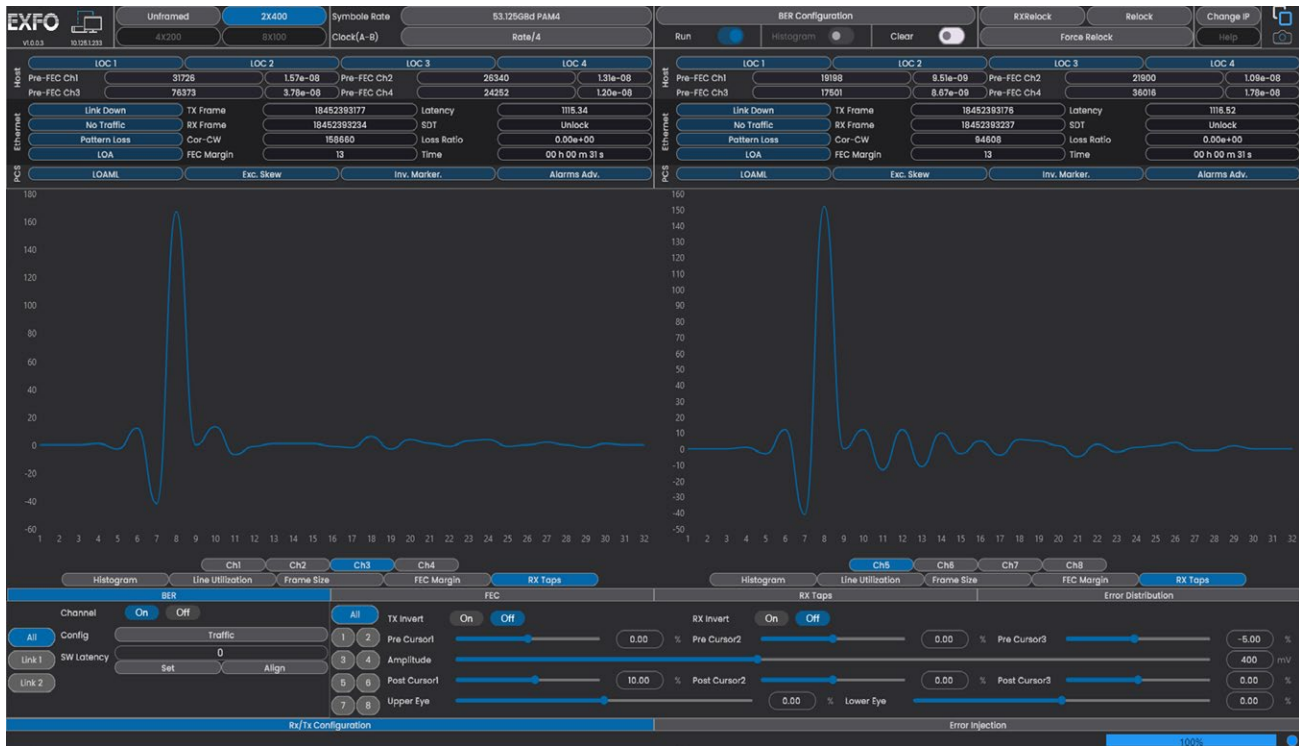 EXFO Unframed 2X400 Symbole Rate 53.125GBd PAM4 BER Configuration RXRelock Relock Change IP
V1.0.0.3 10.126.1.233 4X200 8X100 Clock(A-B) Rate/4 Run Histogram Clear Force Relock Help
Host LOC 1 LOC 2 LOC 3 LOC 4
Pre-FEC Ch1 31726 1.57e-08 Pre-FEC Ch2 26340 1.31e-08
Pre-FEC Ch3 76373 3.78e-08 Pre-FEC Ch4 24252 1.20e-08
Ethernet Link Down TX Frame 18452393177 Latency 1115.34
No Traffic RX Frame 18452393234 SDT Unlock
Pattern Loss Cor-CW 158660 Loss Ratio 0.00e+00
LOA FEC Margin 13 Time 00 h 00 m 31 s
PCS LOAML Exc. Skew Inv. Marker. Alarms Adv.
Host LOC 1 LOC 2 LOC 3 LOC 4
Pre-FEC Ch1 19198 9.51e-09 Pre-FEC Ch2 21900 1.09e-08
Pre-FEC Ch3 17501 8.67e-09 Pre-FEC Ch4 36016 1.78e-08
Ethernet Link Down TX Frame 18452393176 Latency 1116.52
No Traffic RX Frame 18452393237 SDT Unlock
Pattern Loss Cor-CW 94608 Loss Ratio 0.00e+00
LOA FEC Margin 13 Time 00 h 00 m 31 s
PCS LOAML Exc. Skew Inv. Marker. Alarms Adv.
180
160
140
120
100
80
60
40
20
0
-20
-40
-60
1 2 3 4 5 6 7 8 9 10 11 12 13 14 15 16 17 18 19 20 21 22 23 24 25 26 27 28 29 30 31 32
Ch1 Ch2 Ch3 Ch4
Histogram Line Utilization Frame Size FEC Margin RX Taps
160
150
140
130
120
110
100
90
80
70
60
50
40
30
20
10
0
-10
-20
-30
-40
-50
1 2 3 4 5 6 7 8 9 10 11 12 13 14 15 16 17 18 19 20 21 22 23 24 25 26 27 28 29 30 31 32
Ch5 Ch6 Ch7 Ch8
Histogram Line Utilization Frame Size FEC Margin RX Taps
BER FEC RX Taps Error Distribution
Channel On Off
All Config Traffic
Link 1 SW Latency 0
Set Align
Link 2
All TX Invert On Off RX Invert On Off
1 2 Pre Cursor1 0.00 % Pre Cursor2 0.00 % Pre Cursor3 -5.00 %
3 4 Amplitude 400 mV
5 6 Post Cursor1 10.00 % Post Cursor2 0.00 % Post Cursor3 0.00 %
7 8 Upper Eye 0.00 % Lower Eye 0.00 %
Rx/Tx Configuration Error Injection
100%